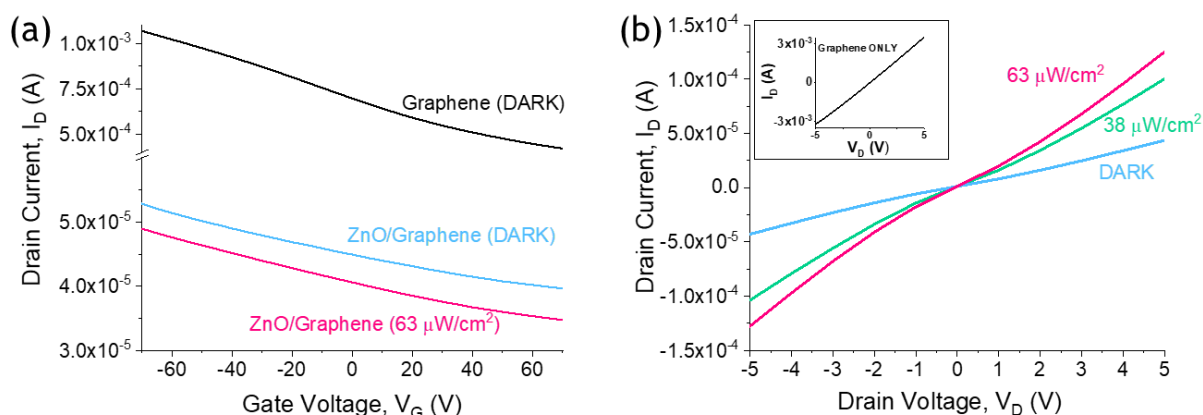 (a)
Drain Current, I_D (A)
1.0x10⁻³
7.5x10⁻⁴
5.0x10⁻⁴
5.0x10⁻⁵
4.0x10⁻⁵
3.0x10⁻⁵
Graphene (DARK)
ZnO/Graphene (DARK)
ZnO/Graphene (63 μW/cm²)
-60 -40 -20 0 20 40 60
Gate Voltage, V_G (V)
(b)
Drain Current, I_D (A)
1.5x10⁻⁴
1.0x10⁻⁴
5.0x10⁻⁵
0.0
-5.0x10⁻⁵
-1.0x10⁻⁴
-1.5x10⁻⁴
I_D (A)
3x10⁻³
0
-3x10⁻³
Graphene ONLY
-5 0 5
V_D (V)
63 μW/cm²
38 μW/cm²
DARK
-5 -4 -3 -2 -1 0 1 2 3 4 5
Drain Voltage, V_D (V)